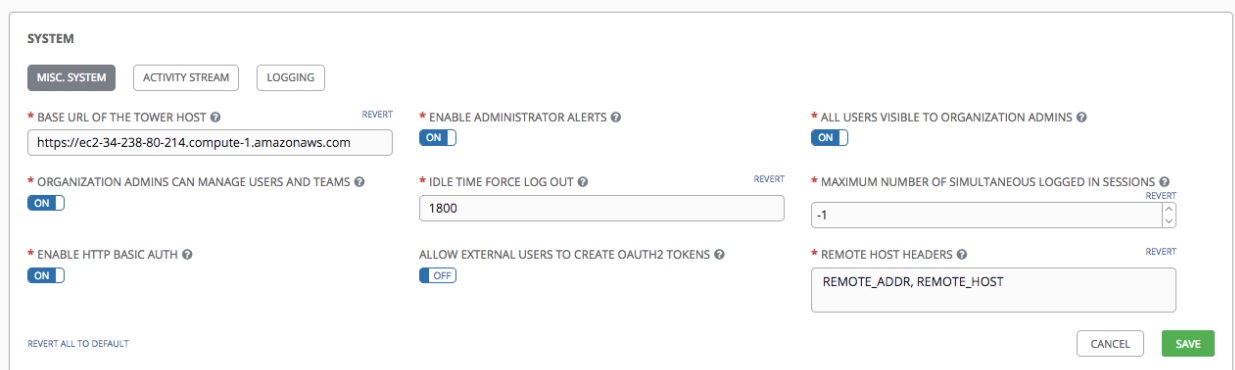 SYSTEM
MISC. SYSTEM
ACTIVITY STREAM
LOGGING
* BASE URL OF THE TOWER HOST
REVERT
https://ec2-34-238-80-214.compute-1.amazonaws.com
* ENABLE ADMINISTRATOR ALERTS
ON
* ALL USERS VISIBLE TO ORGANIZATION ADMINS
ON
* ORGANIZATION ADMINS CAN MANAGE USERS AND TEAMS
ON
* IDLE TIME FORCE LOG OUT
REVERT
1800
* MAXIMUM NUMBER OF SIMULTANEOUS LOGGED IN SESSIONS
REVERT
-1
* ENABLE HTTP BASIC AUTH
ON
ALLOW EXTERNAL USERS TO CREATE OAUTH2 TOKENS
OFF
* REMOTE HOST HEADERS
REVERT
REMOTE_ADDR, REMOTE_HOST
REVERT ALL TO DEFAULT
CANCEL
SAVE